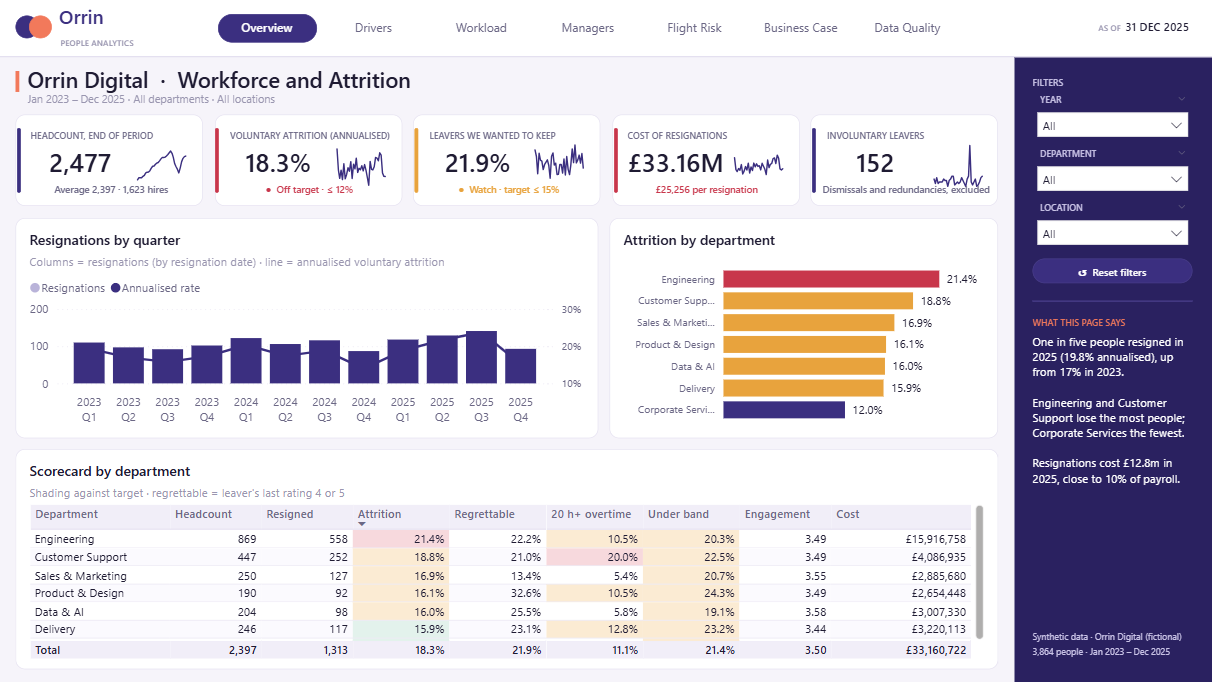 Orrin
PEOPLE ANALYTICS
Overview
Drivers
Workload
Managers
Flight Risk
Business Case
Data Quality
AS OF 31 DEC 2025
Orrin Digital · Workforce and Attrition
Jan 2023 – Dec 2025 · All departments · All locations
HEADCOUNT, END OF PERIOD
2,477
Average 2,397 · 1,623 hires
VOLUNTARY ATTRITION (ANNUALISED)
18.3%
● Off target · ≤ 12%
LEAVERS WE WANTED TO KEEP
21.9%
● Watch · target ≤ 15%
COST OF RESIGNATIONS
£33.16M
£25,256 per resignation
INVOLUNTARY LEAVERS
152
Dismissals and redundancies, excluded
Resignations by quarter
Columns = resignations (by resignation date) · line = annualised voluntary attrition
Resignations Annualised rate
200 30%
100 20%
0 10%
2023 2023 2023 2023 2024 2024 2024 2024 2025 2025 2025 2025
Q1 Q2 Q3 Q4 Q1 Q2 Q3 Q4 Q1 Q2 Q3 Q4
Attrition by department
Engineering 21.4%
Customer Supp... 18.8%
Sales & Marketi... 16.9%
Product & Design 16.1%
Data & AI 16.0%
Delivery 15.9%
Corporate Servi... 12.0%
Scorecard by department
Shading against target · regrettable = leaver's last rating 4 or 5
Department Headcount Resigned Attrition Regrettable 20 h+ overtime Under band Engagement Cost
Engineering 869 558 21.4% 22.2% 10.5% 20.3% 3.49 £15,916,758
Customer Support 447 252 18.8% 21.0% 20.0% 22.5% 3.49 £4,086,935
Sales & Marketing 250 127 16.9% 13.4% 5.4% 20.7% 3.55 £2,885,680
Product & Design 190 92 16.1% 32.6% 10.5% 24.3% 3.49 £2,654,448
Data & AI 204 98 16.0% 25.5% 5.8% 19.1% 3.58 £3,007,330
Delivery 246 117 15.9% 23.1% 12.8% 23.2% 3.44 £3,220,113
Total 2,397 1,313 18.3% 21.9% 11.1% 21.4% 3.50 £33,160,722
FILTERS
YEAR
All
DEPARTMENT
All
LOCATION
All
↺ Reset filters
WHAT THIS PAGE SAYS
One in five people resigned in
2025 (19.8% annualised), up
from 17% in 2023.
Engineering and Customer
Support lose the most people;
Corporate Services the fewest.
Resignations cost £12.8m in
2025, close to 10% of payroll.
Synthetic data · Orrin Digital (fictional)
3,864 people · Jan 2023 – Dec 2025